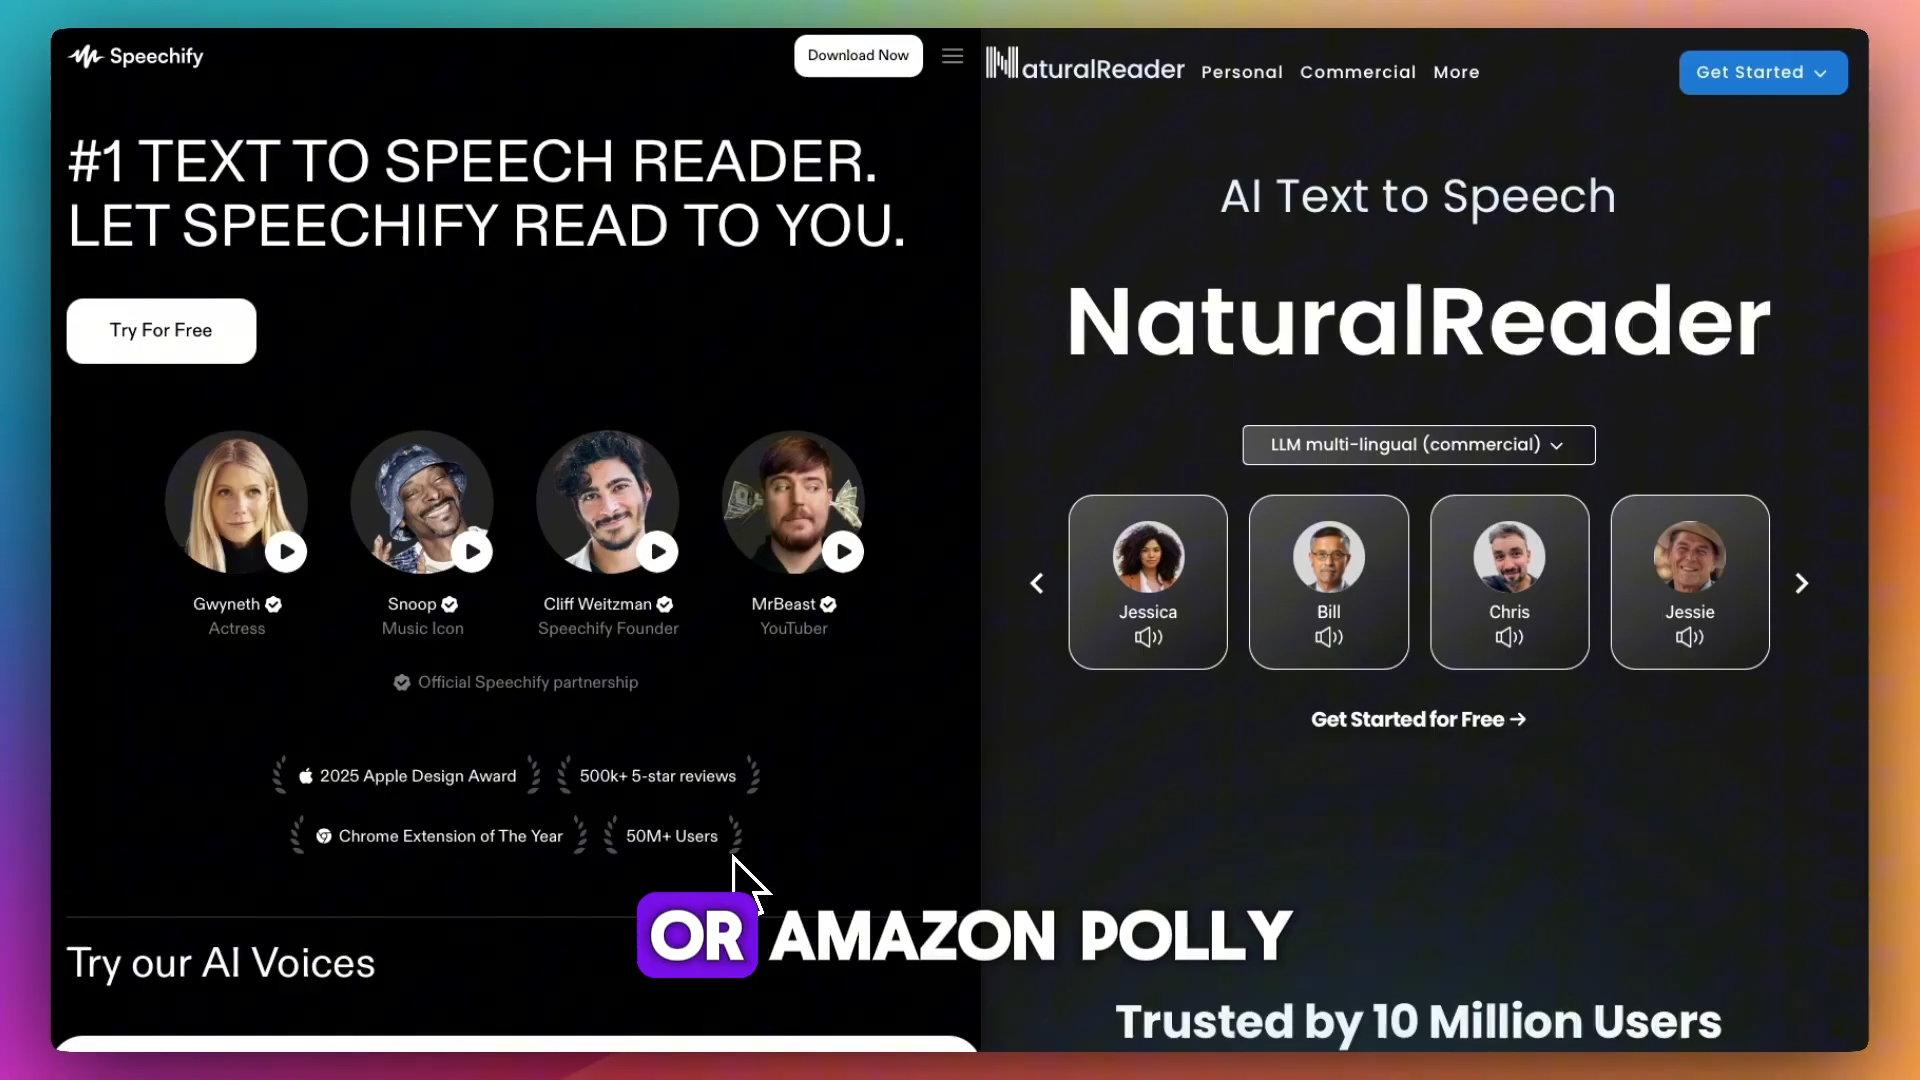 Speechify
Download Now
#1 TEXT TO SPEECH READER.
LET SPEECHIFY READ TO YOU.
Try For Free
Gwyneth
Actress
Snoop
Music Icon
Cliff Weitzman
Speechify Founder
MrBeast
YouTuber
Official Speechify partnership
2025 Apple Design Award
500k+ 5-star reviews
Chrome Extension of The Year
50M+ Users
Try our AI Voices
NaturalReader
Personal
Commercial
More
Get Started
AI Text to Speech
NaturalReader
LLM multi-lingual (commercial)
Jessica
Bill
Chris
Jessie
Get Started for Free →
Trusted by 10 Million Users
OR AMAZON POLLY